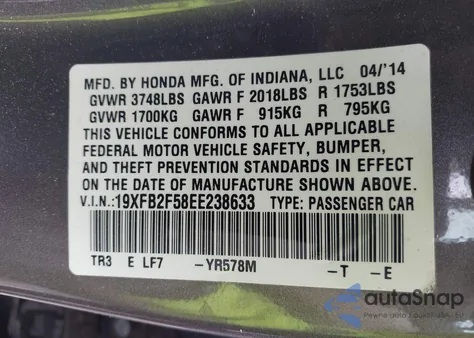 MFD. BY HONDA MFG. OF INDIANA, LLC 04/'14
GVWR 3748LBS GAWR F 2018LBS R 1753LBS
GVWR 1700KG GAWR F 915KG R 795KG
THIS VEHICLE CONFORMS TO ALL APPLICABLE
FEDERAL MOTOR VEHICLE SAFETY, BUMPER,
AND THEFT PREVENTION STANDARDS IN EFFECT
ON THE DATE OF MANUFACTURE SHOWN ABOVE.
V.I.N.:19XFB2F58EE238633 TYPE: PASSENGER CAR
TR3 E LF7 -YR578M -T -E
autoSnap
Pewne auto z